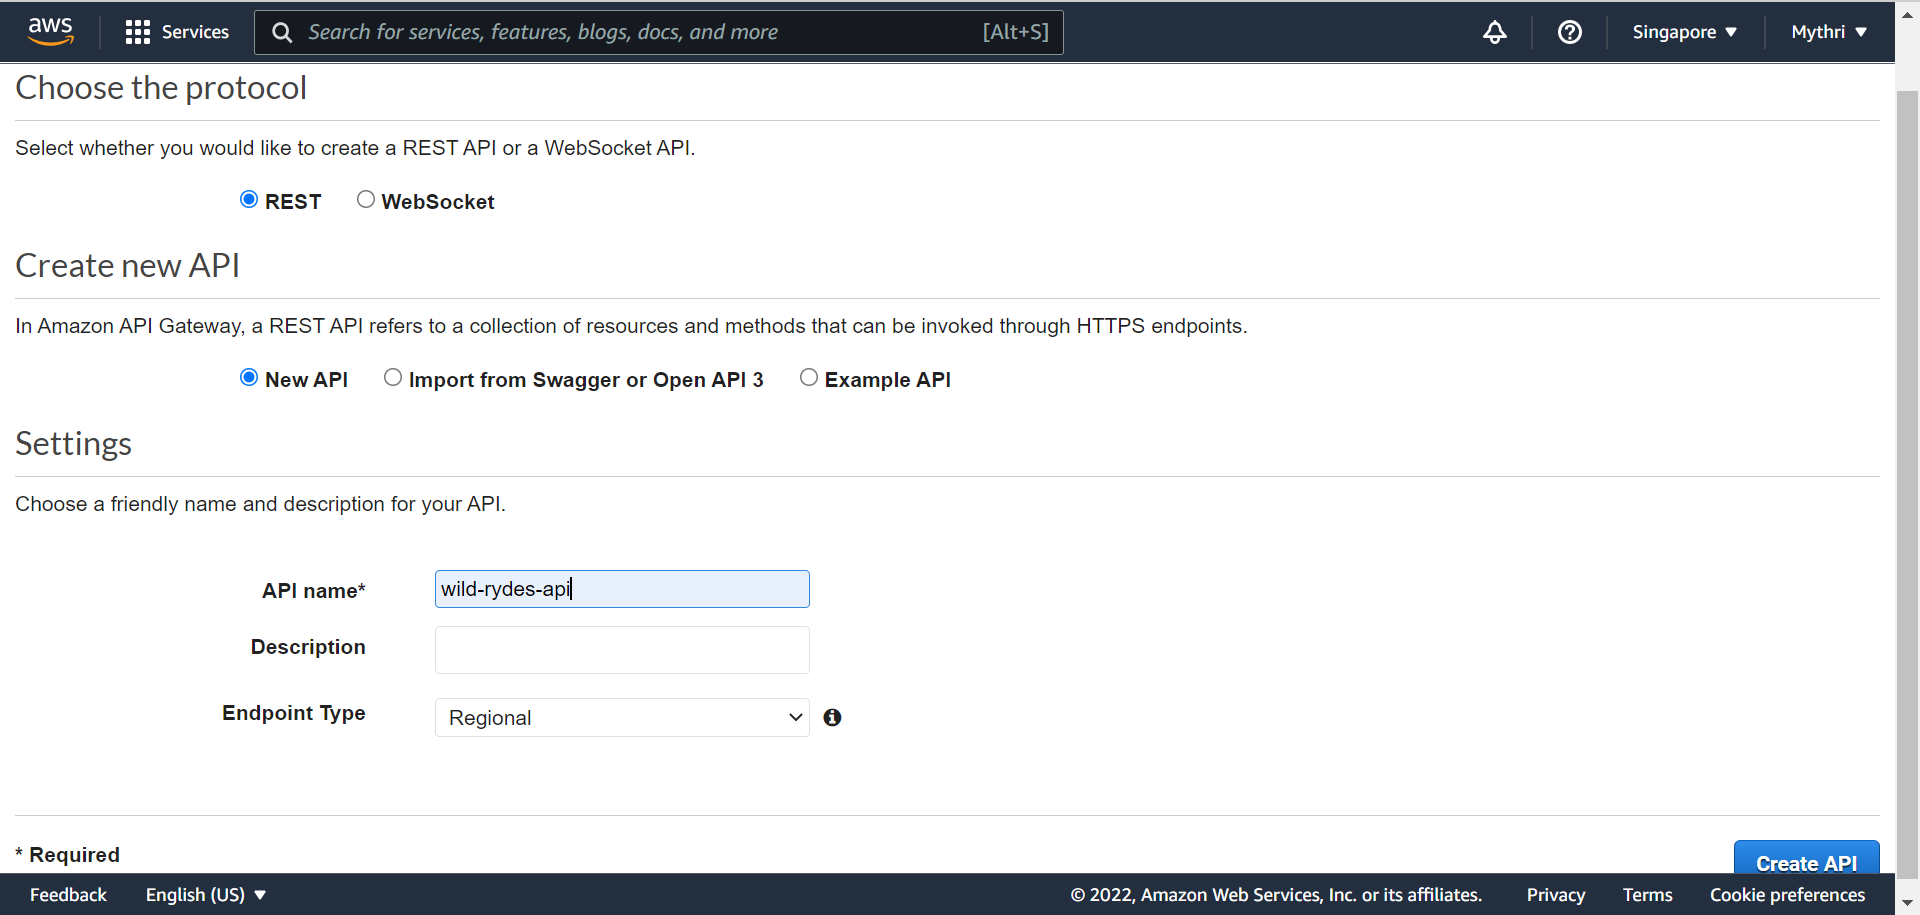 aws Services Search for services, features, blogs, docs, and more [Alt+S] Singapore ▼ Mythri ▼
Choose the protocol
Select whether you would like to create a REST API or a WebSocket API.
REST WebSocket
Create new API
In Amazon API Gateway, a REST API refers to a collection of resources and methods that can be invoked through HTTPS endpoints.
New API Import from Swagger or Open API 3 Example API
Settings
Choose a friendly name and description for your API.
API name* wild-rydes-api
Description
Endpoint Type Regional
* Required
Create API
Feedback English (US) ▼ © 2022, Amazon Web Services, Inc. or its affiliates. Privacy Terms Cookie preferences